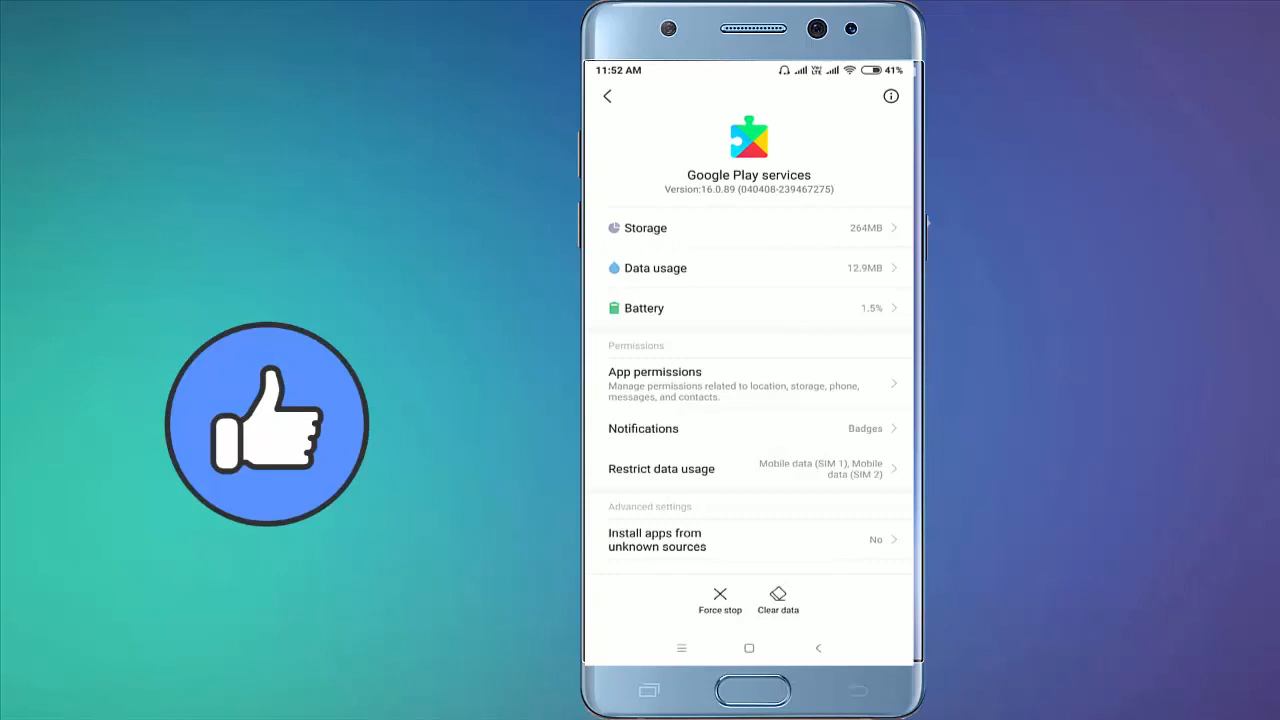 11:52 AM
Vo LTE
41%
Google Play services
Version:16.0.89 (040408-239467275)
Storage
264MB
Data usage
12.9MB
Battery
1.5%
Permissions
App permissions
Manage permissions related to location, storage, phone,
messages, and contacts.
Notifications
Badges
Restrict data usage
Mobile data (SIM 1), Mobile
data (SIM 2)
Advanced settings
Install apps from
unknown sources
No
Force stop
Clear data